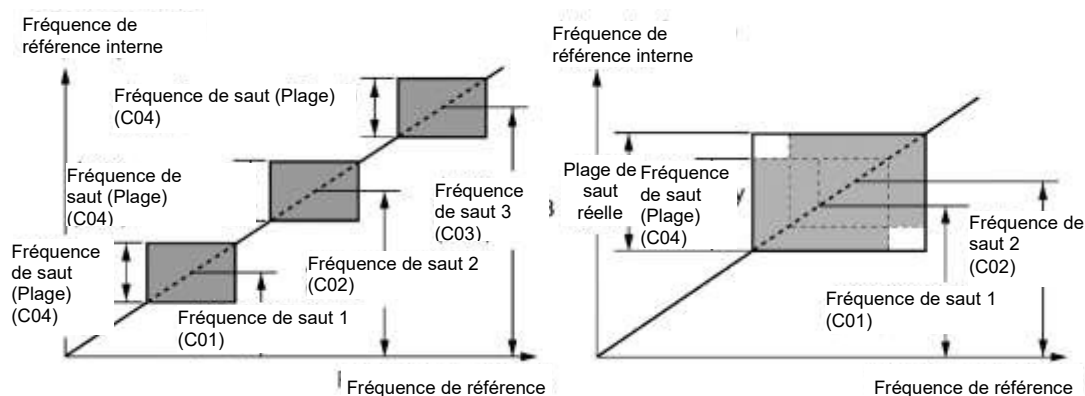 Fréquence de
référence interne
Fréquence de saut (Plage)
(C04)
Fréquence de
saut (Plage)
(C04)
Fréquence
de saut
(Plage)
(C04)
Fréquence
de saut 3
(C03)
Fréquence de saut 2
(C02)
Fréquence de saut 1
(C01)
Fréquence de référence
Fréquence de
référence interne
Plage de
saut
réelle
Fréquence
de saut
(Plage)
(C04)
Fréquence de
saut 2
(C02)
Fréquence de saut 1
(C01)
Fréquence de référence